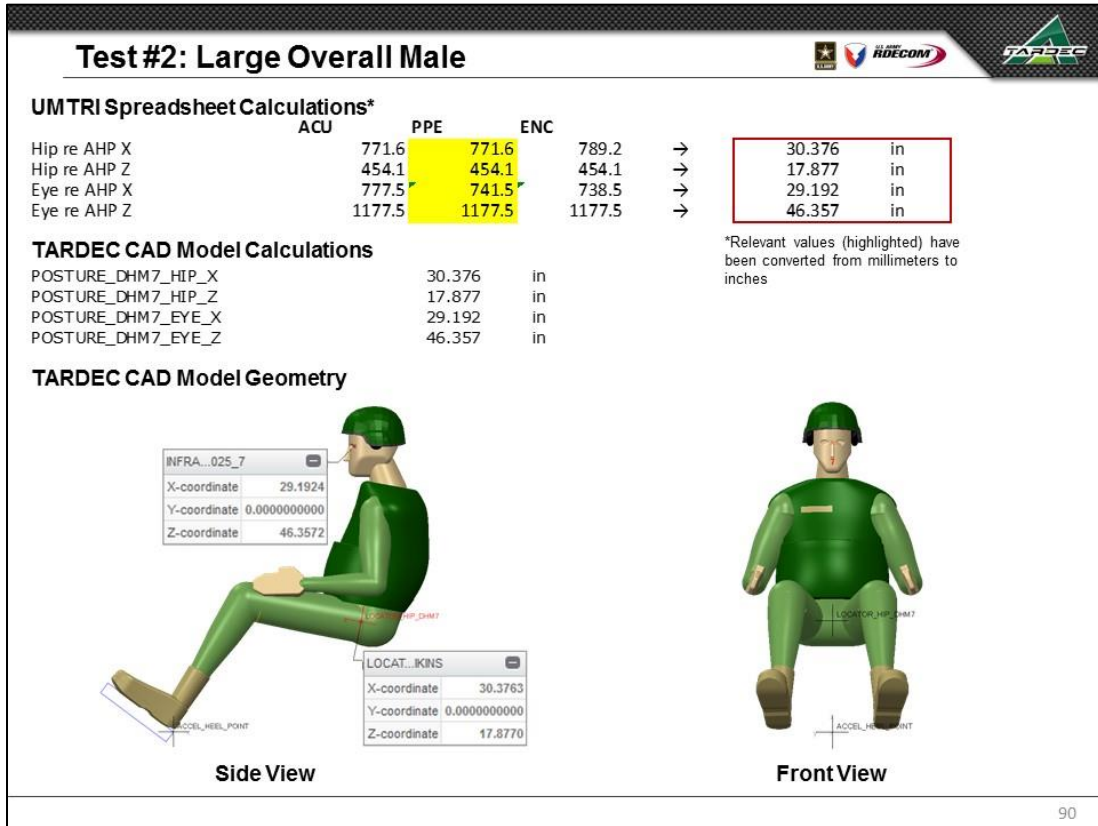 Test #2: Large Overall Male
U.S. ARMY
U.S. ARMY
RDECOM
TARDEC
UMTRI Spreadsheet Calculations*
ACU PPE ENC
Hip re AHP X 771.6 771.6 789.2 → 30.376 in
Hip re AHP Z 454.1 454.1 454.1 → 17.877 in
Eye re AHP X 777.5 741.5 738.5 → 29.192 in
Eye re AHP Z 1177.5 1177.5 1177.5 → 46.357 in
*Relevant values (highlighted) have
been converted from millimeters to
inches
TARDEC CAD Model Calculations
POSTURE_DHM7_HIP_X 30.376 in
POSTURE_DHM7_HIP_Z 17.877 in
POSTURE_DHM7_EYE_X 29.192 in
POSTURE_DHM7_EYE_Z 46.357 in
TARDEC CAD Model Geometry
INFRA...025_7
X-coordinate 29.1924
Y-coordinate 0.0000000000
Z-coordinate 46.3572
LOCATOR_HIP_DHM7
LOCAT...IKINS
X-coordinate 30.3763
Y-coordinate 0.0000000000
Z-coordinate 17.8770
ACCEL_HEEL_POINT
Side View
LOCATOR_HIP_DHM7
ACCEL_HEEL_POINT
Front View
90